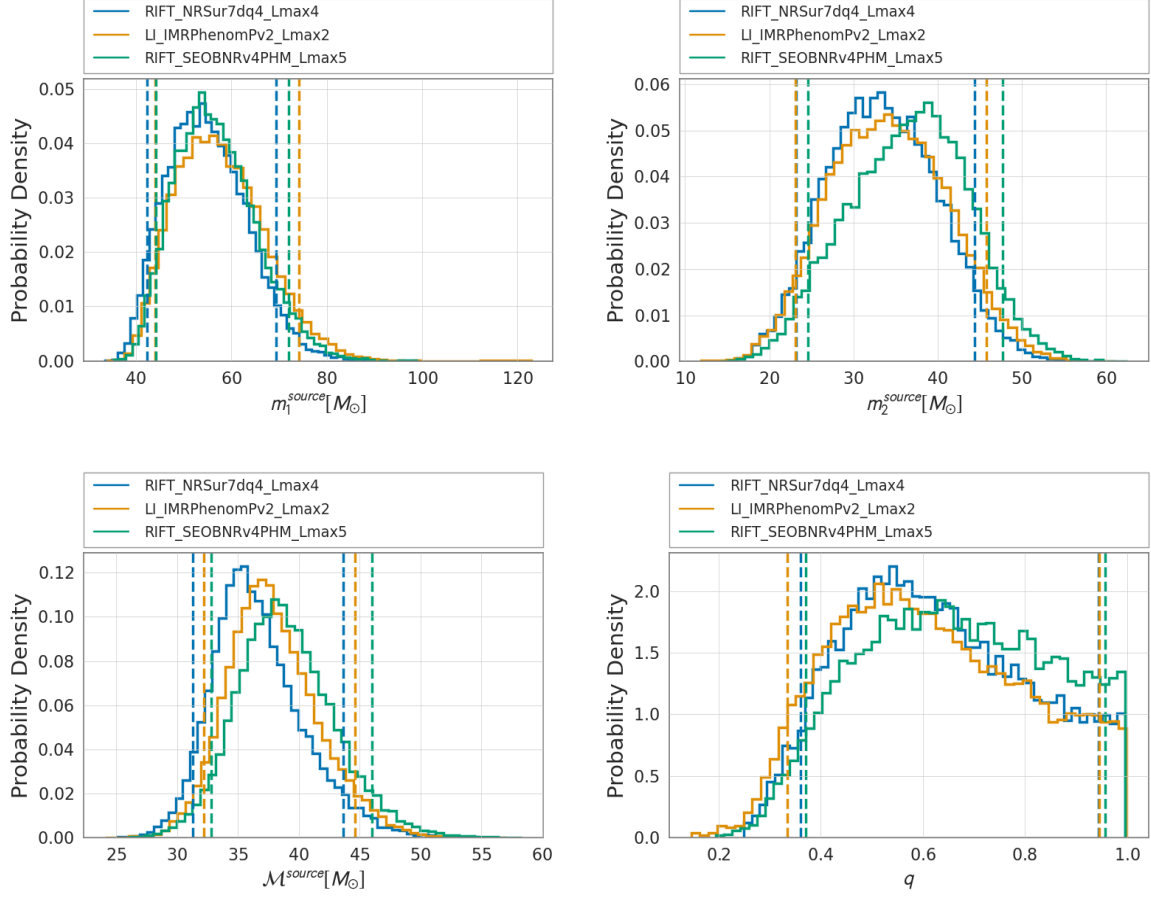 RIFT_NRSur7dq4_Lmax4
LI_IMRPhenomPv2_Lmax2
RIFT_SEOBNRv4PHM_Lmax5
0.05
0.04
0.03
0.02
0.01
0.00
Probability Density
40 60 80 100 120
m₁ˢᵒᵘʳᶜᵉ[M⊙]
RIFT_NRSur7dq4_Lmax4
LI_IMRPhenomPv2_Lmax2
RIFT_SEOBNRv4PHM_Lmax5
0.06
0.05
0.04
0.03
0.02
0.01
0.00
Probability Density
10 20 30 40 50 60
m₂ˢᵒᵘʳᶜᵉ[M⊙]
RIFT_NRSur7dq4_Lmax4
LI_IMRPhenomPv2_Lmax2
RIFT_SEOBNRv4PHM_Lmax5
0.12
0.10
0.08
0.06
0.04
0.02
0.00
Probability Density
25 30 35 40 45 50 55 60
ℳˢᵒᵘʳᶜᵉ[M⊙]
RIFT_NRSur7dq4_Lmax4
LI_IMRPhenomPv2_Lmax2
RIFT_SEOBNRv4PHM_Lmax5
2.0
1.5
1.0
0.5
0.0
Probability Density
0.2 0.4 0.6 0.8 1.0
q